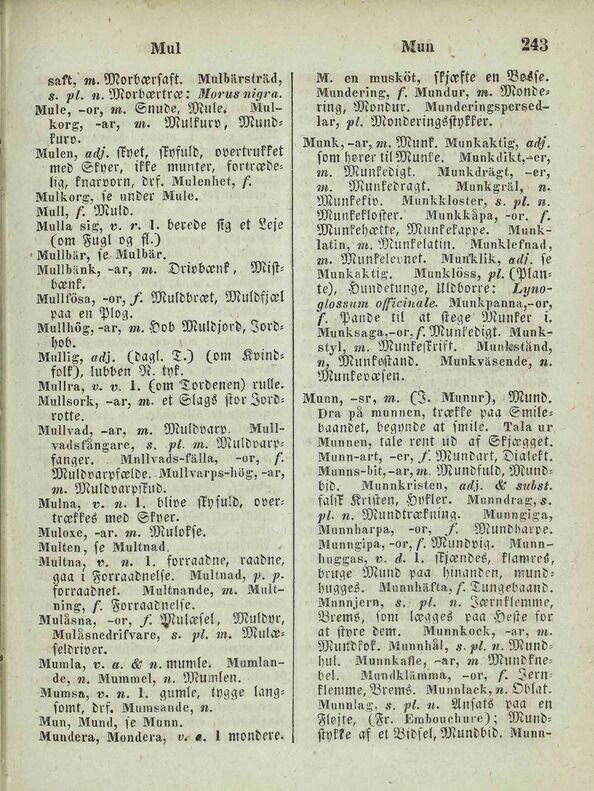 Mul
Mun
243
saft, m. Morbærsaft. Mulbärsträd,
s. pl. n. Morbærtræ: Morus nigra.
Mule, -or, m. Snude, Mule. Mul-
korg, -ar, m. Mulkurv, Mund-
kurv.
Mulen, adj. skyet, skyfuld, overtrukket
med Skyer, ikke munter, fortræde-
lig, knarvorn, drf. Mulenhet, f.
Mulkorg, se under Mule.
Mull, f. Muld.
Mulla sig, v. r. 1. berede sig et Leje
(om Fugl og fl.)
Mullbär, se Mulbär.
Mullbänk, -ar, m. Drivbænk, Mist-
bænk.
Mullfösa, -or, f. Muldbræt, Muldfjæl
paa en Plog.
Mullhög, -ar, m. Hob Muldjord, Jord-
hob.
Mullig, adj. (dagl. T.) (om Kvind-
folk), lubben N. tyk.
Mullra, v. n. 1. (om Tordenen) rulle.
Mullsork, -ar, m. et Slags stor Jord-
rotte.
Mullvad, -ar, m. Muldvarp. Mull-
vadsfångare, s. pl. m. Muldvarp-
fanger. Mnllvads-fälla, -or, f.
Muldvarpfælde. Mullvarps-hög, -ar,
m. Muldvarpskud.
Mulna, v. n. 1. blive skyfuld, over-
trækkes med Skyer.
Muloxe, -ar. m. Mulokse.
Multen, se Multnad.
Multna, v. n. 1. forraadne, raadne,
gaa i Forraadnelse. Multnad, p. p.
forraadnet. Multnande, m. Mult-
ning, f. Forraadnelse.
Mulåsna, -or, f. Mulæsel, Muldyr,
Mulåsnedrifvare, s. pl. m. Mulæ-
seldriver.
Mumla, v. a. & n. mumle. Mumlan-
de, n. Mummel, n. Mumlen.
Mumsa, v. n. 1. gumle, tygge lang-
somt, drf. Mumsande, n.
Mun, Mund, se Munn.
Mundera, Mondera, v. a. 1 mondere.
M. en musköt, skjæfte en Bøsse.
Mundering, f. Mundur, m. Monde-
ring, Mondur. Munderingspersed-
lar, pl. Monderingsstykker.
Munk, -ar, m. Munk. Munkaktig, adj.
som hører til Munke. Munkdikt, -er,
m. Munkedigt. Munkdrägt, -er,
m. Munkedragt. Munkgräl, n.
Munkekiv. Munkkloster, s. pl. n.
Munkekloster. Munkkåpa, -or. f.
Munkehætte, Munkekappe. Munk-
latin, m. Munkelatin. Munklefnad,
m. Munkelevnet. Munklik, adj. se
Munkaktig. Munklöss, pl. (Plan-
te), Hundetunge, Uldborre: Lyno-
glossum officinale. Munkpanna, -or,
f. Pande til at stege Munker i.
Munksaga, -or, f. Munkedigt. Munk-
styl, m. Munkeskrift. Munkstånd,
n, Munkestand. Munkväsende, n.
Munkevæsen.
Munn, -sr, m. (J. Munnr), Mund.
Dra på munnen, trække paa Smile-
baandet, begynde at smile. Tala ur
Munnen, tale rent ud af Skjægget.
Munn-art, -er, f. Mundart, Dialekt.
Munns-bit, -ar, m. Mundfuld, Mund-
bid. Munnkristen, adj. & subst.
falsk Kristen, Hykler. Munndrag, s.
pl. n. Mundtrækning. Munngiga,
Munnharpa, -or, f. Mundharpe.
Munngipa, -or, f. Mundvig. Munn-
huggas, v. d. 1. skjændes, klamres,
bruge Mund paa hinanden, mund-
hugges. Munnhäfta, f. Tungebaand.
Mnnnjern, s. pl. n. Jærnklemme,
Brems, som lægges paa Heste for
at styre dem. Munnkock, -ar, m.
Mundkok. Munnhål, s. pl. n. Mund-
hul. Munnkafle, -ar, m Mundkne-
bel. Mundklämma, -or, f. Jern-
klemme, Brems. Munnlack, n. Oblat.
Munnlag, s. pl. n. Ansats paa en
Fløjte, (Fr. Embouchure); Mund-
stykke af et Bidsel, Mundbid. Munn-